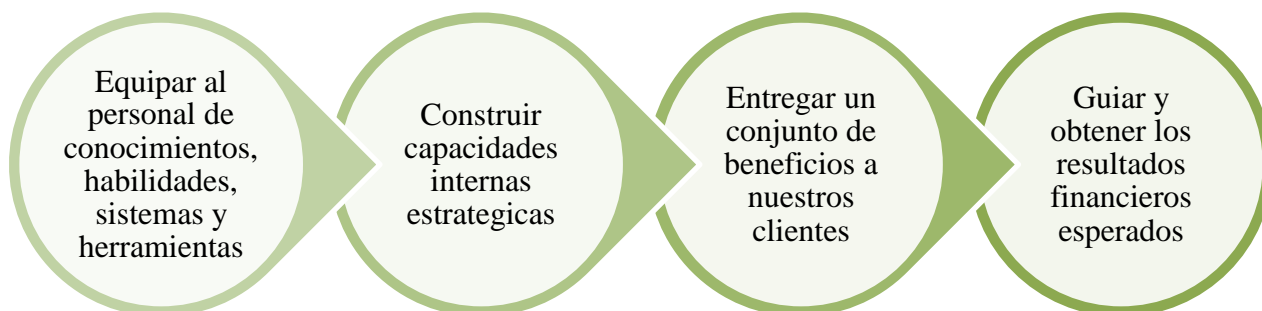 Equipar al
personal de
conocimientos,
habilidades,
sistemas y
herramientas
Construir
capacidades
internas
estrategicas
Entregar un
conjunto de
beneficios a
nuestros
clientes
Guiar y
obtener los
resultados
financieros
esperados